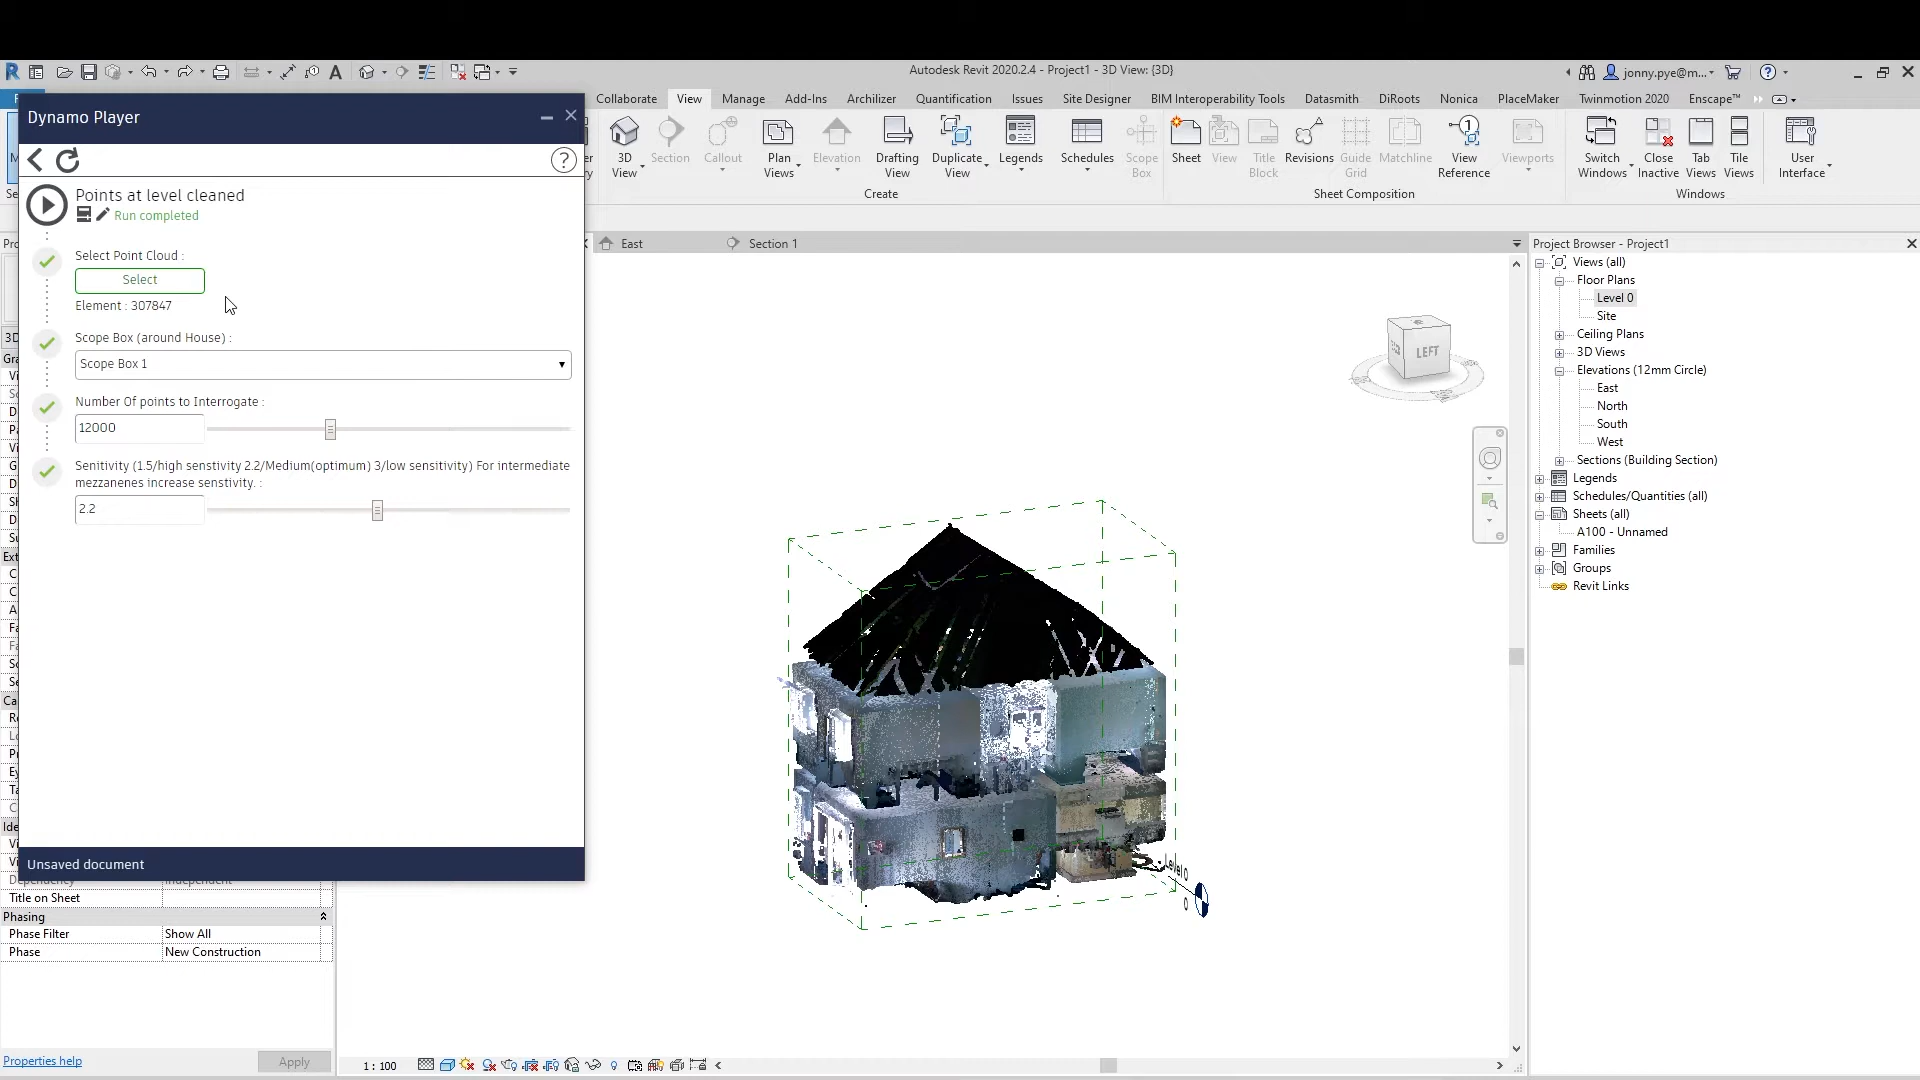 Autodesk Revit 2020.2.4 - Project1 - 3D View: {3D}
jonny.pye@m...
Collaborate View Manage Add-Ins Archilizer Quantification Issues Site Designer BIM Interoperability Tools Datasmith DiRoots Nonica PlaceMaker Twinmotion 2020 Enscape™
3D View
Section
Callout
Plan Views
Elevation
Drafting View
Duplicate View
Legends
Schedules
Scope Box
Sheet
View
Title Block
Revisions
Guide Grid
Matchline
View Reference
Viewports
Switch Windows
Close Inactive
Tab Views
Tile Views
User Interface
Create
Sheet Composition
Windows
Dynamo Player
Points at level cleaned
Run completed
Select Point Cloud :
Select
Element : 307847
Scope Box (around House) :
Scope Box 1
Number Of points to Interrogate :
12000
Senitivity (1.5/high senstivity 2.2/Medium(optimum) 3/low sensitivity) For intermediate
mezzanenes increase senstivity. :
2.2
Unsaved document
Title on Sheet
Phasing
Phase Filter Show All
Phase New Construction
Properties help
Apply
East
Section 1
LEFT
Level 0
0
1 : 100
Project Browser - Project1
Views (all)
Floor Plans
Level 0
Site
Ceiling Plans
3D Views
Elevations (12mm Circle)
East
North
South
West
Sections (Building Section)
Legends
Schedules/Quantities (all)
Sheets (all)
A100 - Unnamed
Families
Groups
Revit Links